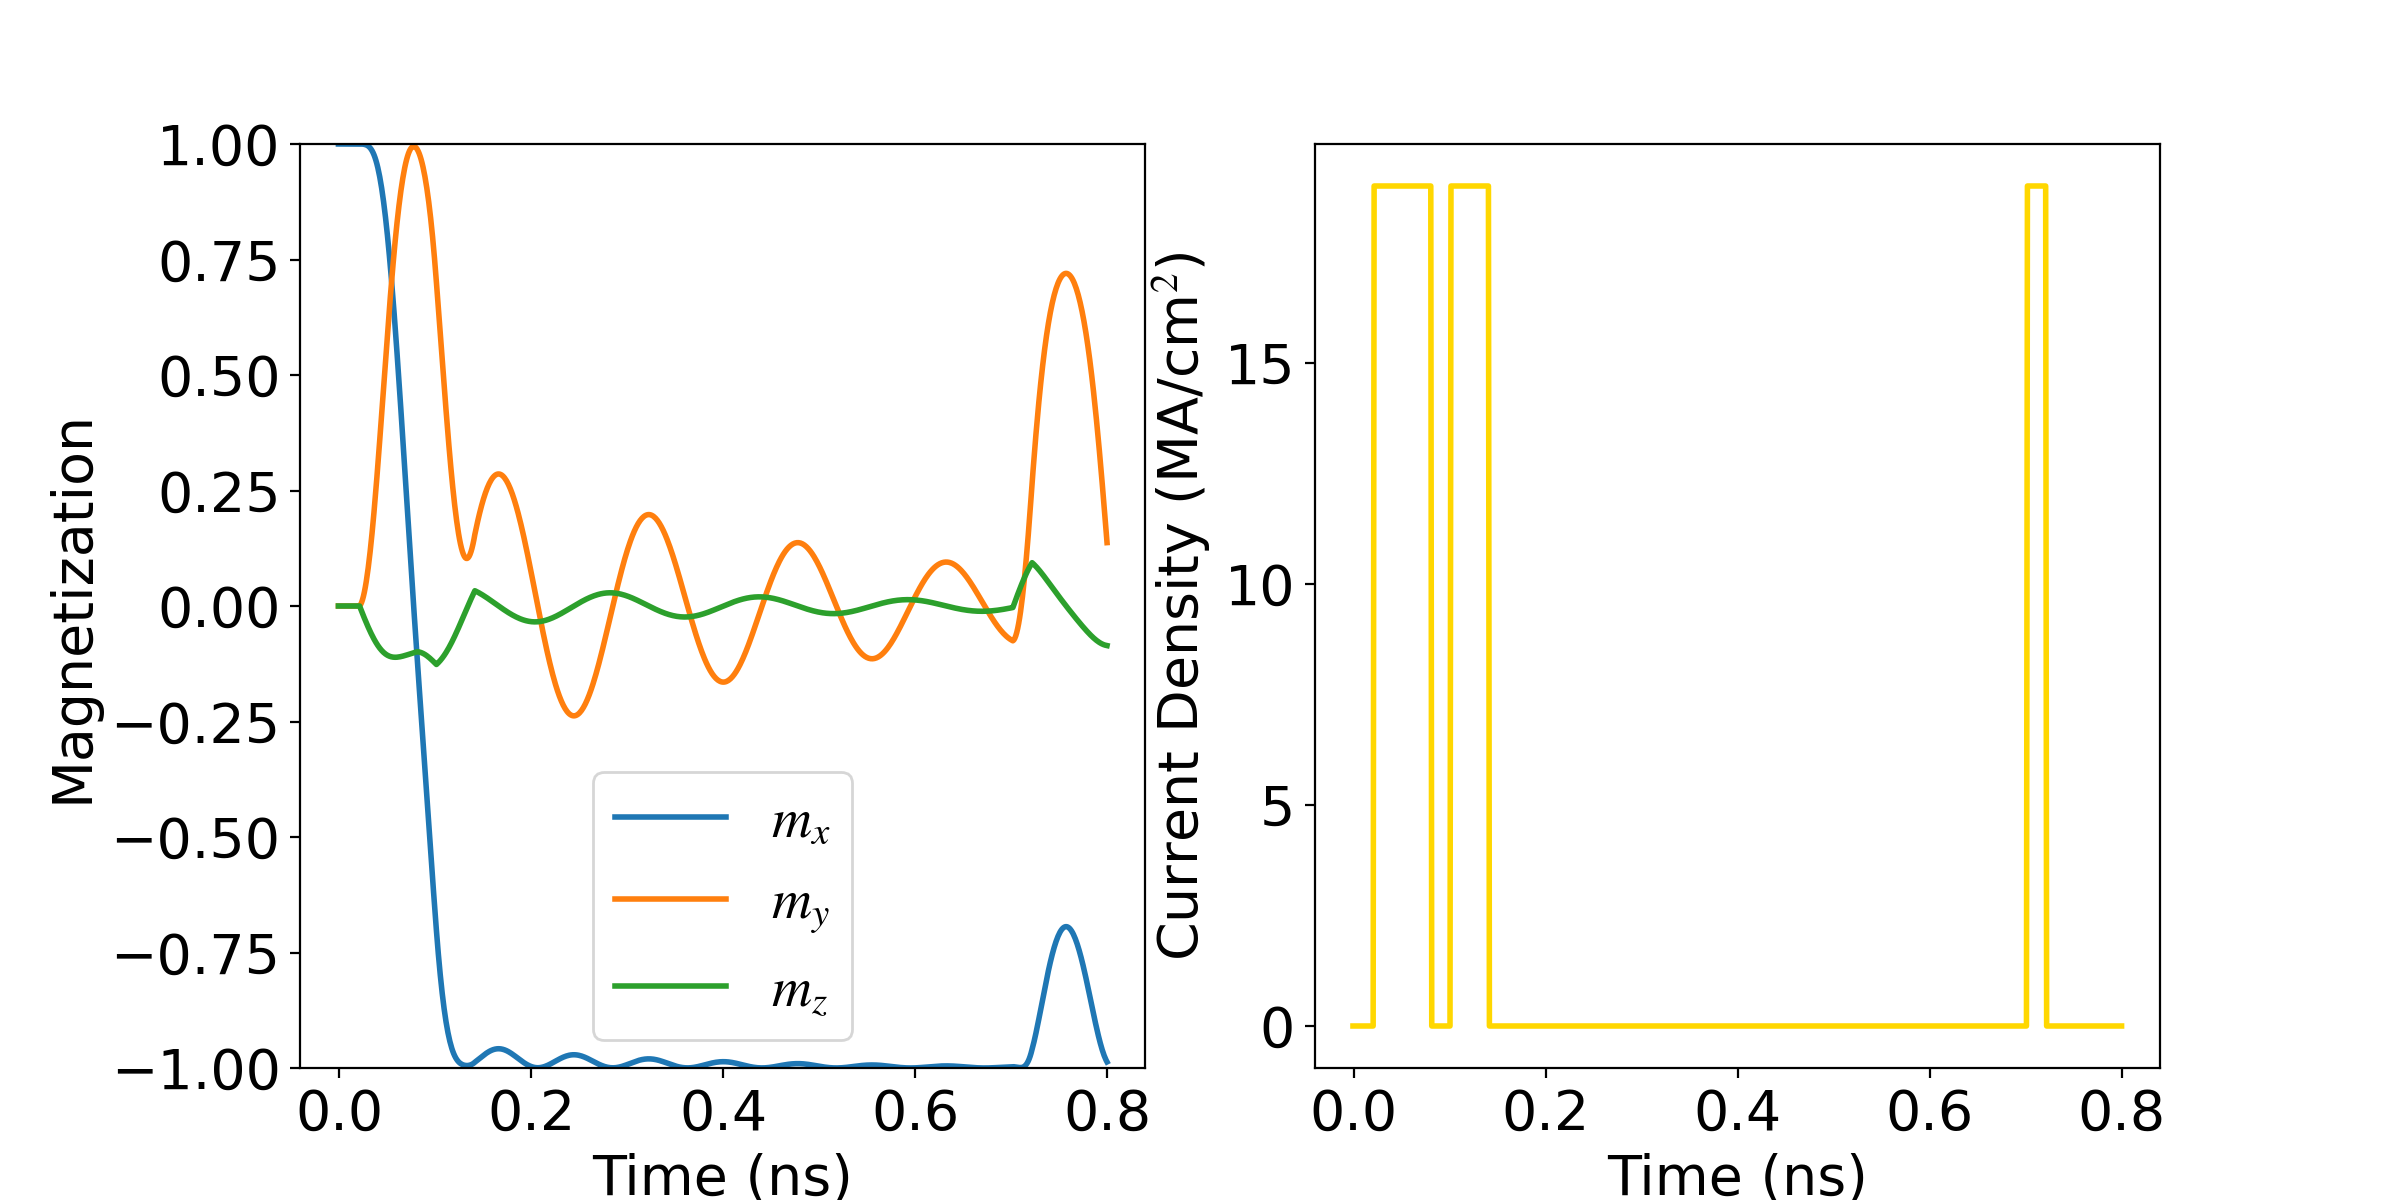 1.00
0.75
0.50
0.25
0.00
−0.25
−0.50
−0.75
−1.00
Magnetization
0.0 0.2 0.4 0.6 0.8
Time (ns)
m_x
m_y
m_z
15
10
5
0
Current Density (MA/cm²)
0.0 0.2 0.4 0.6 0.8
Time (ns)